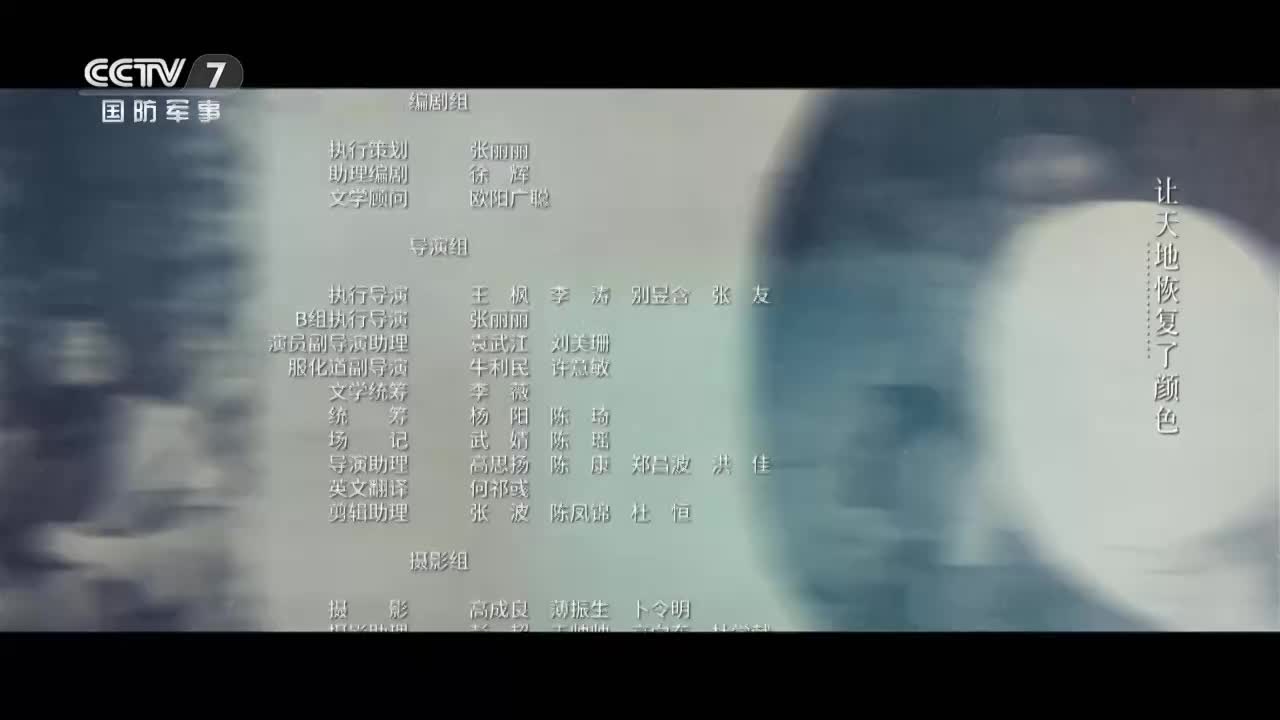 CCTV 7
国防军事
编剧组
执行策划 张丽丽
助理编剧 徐 辉
文学顾问 欧阳广聪
导演组
执行导演 王 枫 李 涛 别昱含 张 友
B组执行导演 张丽丽
演员副导演助理 袁武江 刘美珊
服化道副导演 牛利民 许意敏
文学统筹 李 薇
统 筹 杨 阳 陈 琦
场 记 武 婧 陈 瑶
导演助理 高思扬 陈 康 郑昌波 洪 佳
英文翻译 何祁彧
剪辑助理 张 波 陈凤锦 杜 恒
摄影组
摄 影 高成良 薄振生 卜令明
摄影助理
让天地恢复了颜色